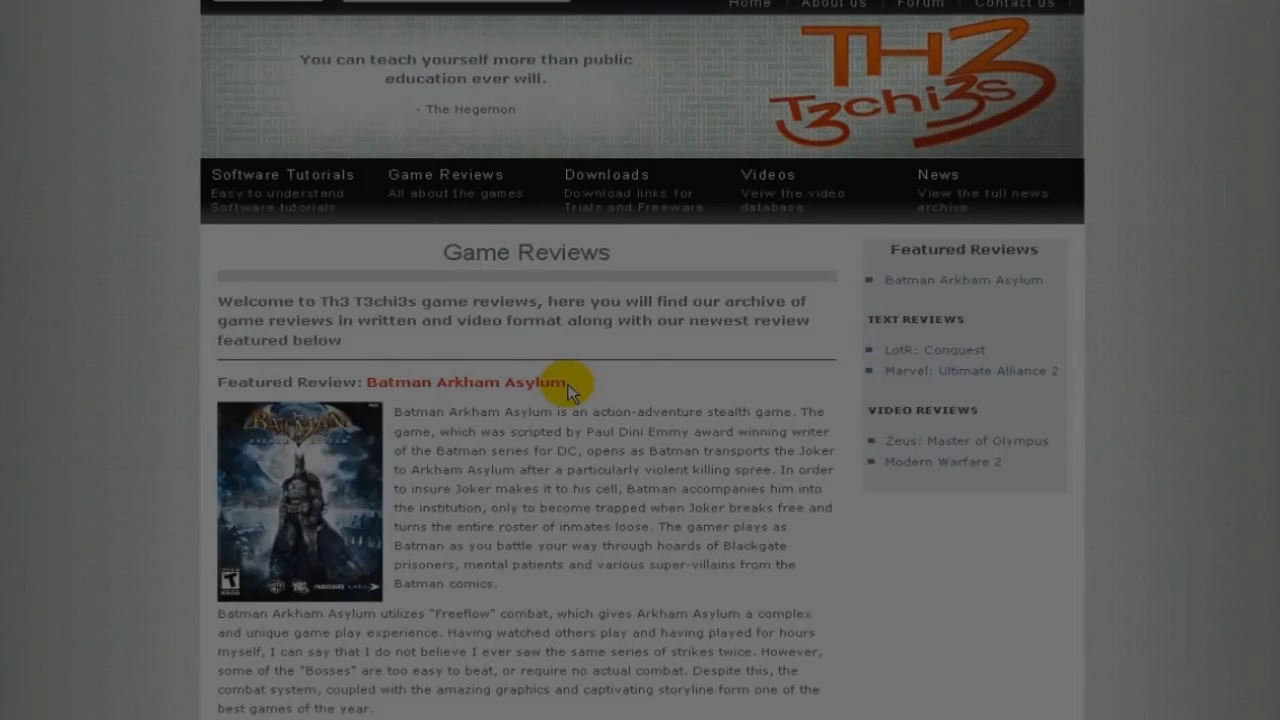 Home About us Forum Contact us
You can teach yourself more than public
education ever will.
- The Hegemon
TH3
T3chi3s
Software Tutorials
Easy to understand
Software tutorials
Game Reviews
All about the games
Downloads
Download links for
Trials and Freeware
Videos
Veiw the video
database
News
View the full news
archive
Game Reviews
Welcome to Th3 T3chi3s game reviews, here you will find our archive of
game reviews in written and video format along with our newest review
featured below
Featured Review: Batman Arkham Asylum
BATMAN
ARKHAM ASYLUM
T
Batman Arkham Asylum is an action-adventure stealth game. The
game, which was scripted by Paul Dini Emmy award winning writer
of the Batman series for DC, opens as Batman transports the Joker
to Arkham Asylum after a particularly violent killing spree. In order
to insure Joker makes it to his cell, Batman accompanies him into
the institution, only to become trapped when Joker breaks free and
turns the entire roster of inmates loose. The gamer plays as
Batman as you battle your way through hoards of Blackgate
prisoners, mental patients and various super-villains from the
Batman comics.
Batman Arkham Asylum utilizes "Freeflow" combat, which gives Arkham Asylum a complex
and unique game play experience. Having watched others play and having played for hours
myself, I can say that I do not believe I ever saw the same series of strikes twice. However,
some of the "Bosses" are too easy to beat, or require no actual combat. Despite this, the
combat system, coupled with the amazing graphics and captivating storyline form one of the
best games of the year.
Featured Reviews
Batman Arkham Asylum
TEXT REVIEWS
LotR: Conquest
Marvel: Ultimate Alliance 2
VIDEO REVIEWS
Zeus: Master of Olympus
Modern Warfare 2